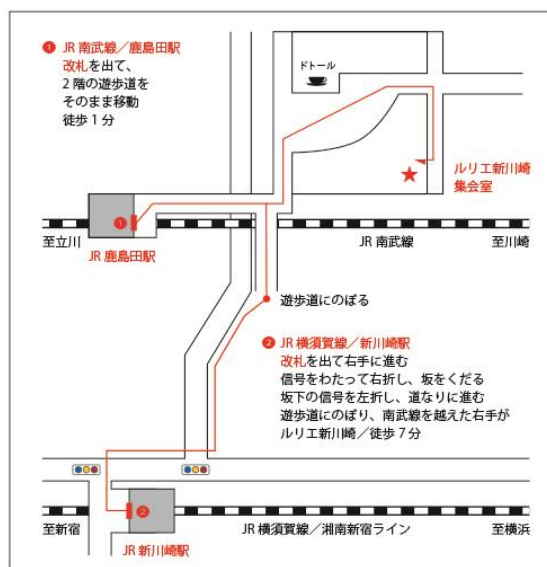 ❶ JR 南武線／鹿島田駅
改札を出て、
2 階の遊歩道を
そのまま移動
徒歩 1 分
ドトール
ルリエ新川崎
集会室
❶
至立川
JR 南武線
至川崎
JR 鹿島田駅
遊歩道にのぼる
❷ JR 横須賀線／新川崎駅
改札を出て右手に進む
信号をわたって右折し、坂をくだる
坂下の信号を左折し、道なりに進む
遊歩道にのぼり、南武線を越えた右手が
ルリエ新川崎／徒歩 7 分
❷
至新宿
JR 横須賀線／湘南新宿ライン
至横浜
JR 新川崎駅